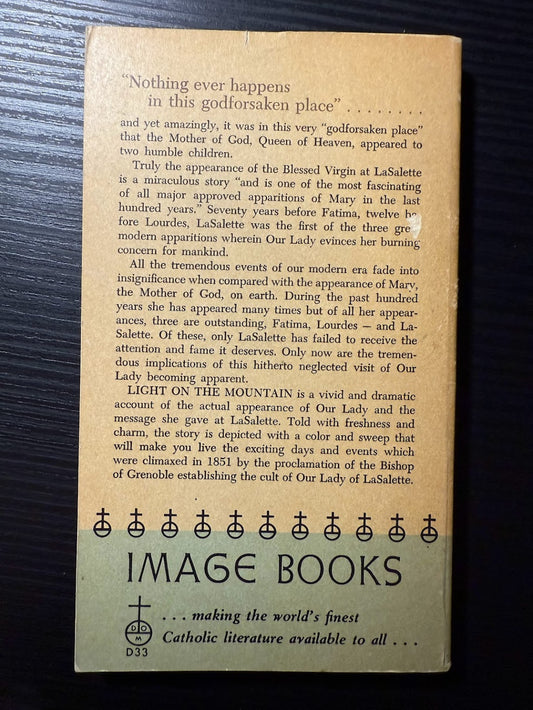 "Nothing ever happens
in this godforsaken place" . . . . . . . .
and yet amazingly, it was in this very "godforsaken place"
that the Mother of God, Queen of Heaven, appeared to
two humble children.
Truly the appearance of the Blessed Virgin at LaSalette
is a miraculous story "and is one of the most fascinating
of all major approved apparitions of Mary in the last
hundred years." Seventy years before Fatima, twelve be-
fore Lourdes, LaSalette was the first of the three
modern apparitions wherein Our Lady evinces her burning
concern for mankind.
All the tremendous events of our modern era fade into
insignificance when compared with the appearance of Mary,
the Mother of God, on earth. During the past hundred
years she has appeared many times but of all her appear-
ances, three are outstanding, Fatima, Lourdes — and La-
Salette. Of these, only LaSalette has failed to receive the
attention and fame it deserves. Only now are the tremen-
dous implications of this hitherto neglected visit of Our
Lady becoming apparent.
LIGHT ON THE MOUNTAIN is a vivid and dramatic
account of the actual appearance of Our Lady and the
message she gave at LaSalette. Told with freshness and
charm, the story is depicted with a color and sweep that
will make you live the exciting days and events which
were climaxed in 1851 by the proclamation of the Bishop
of Grenoble establishing the cult of Our Lady of LaSalette.
IMAGE BOOKS
. . . making the world's finest
Catholic literature available to all . . .
D O
M
D33